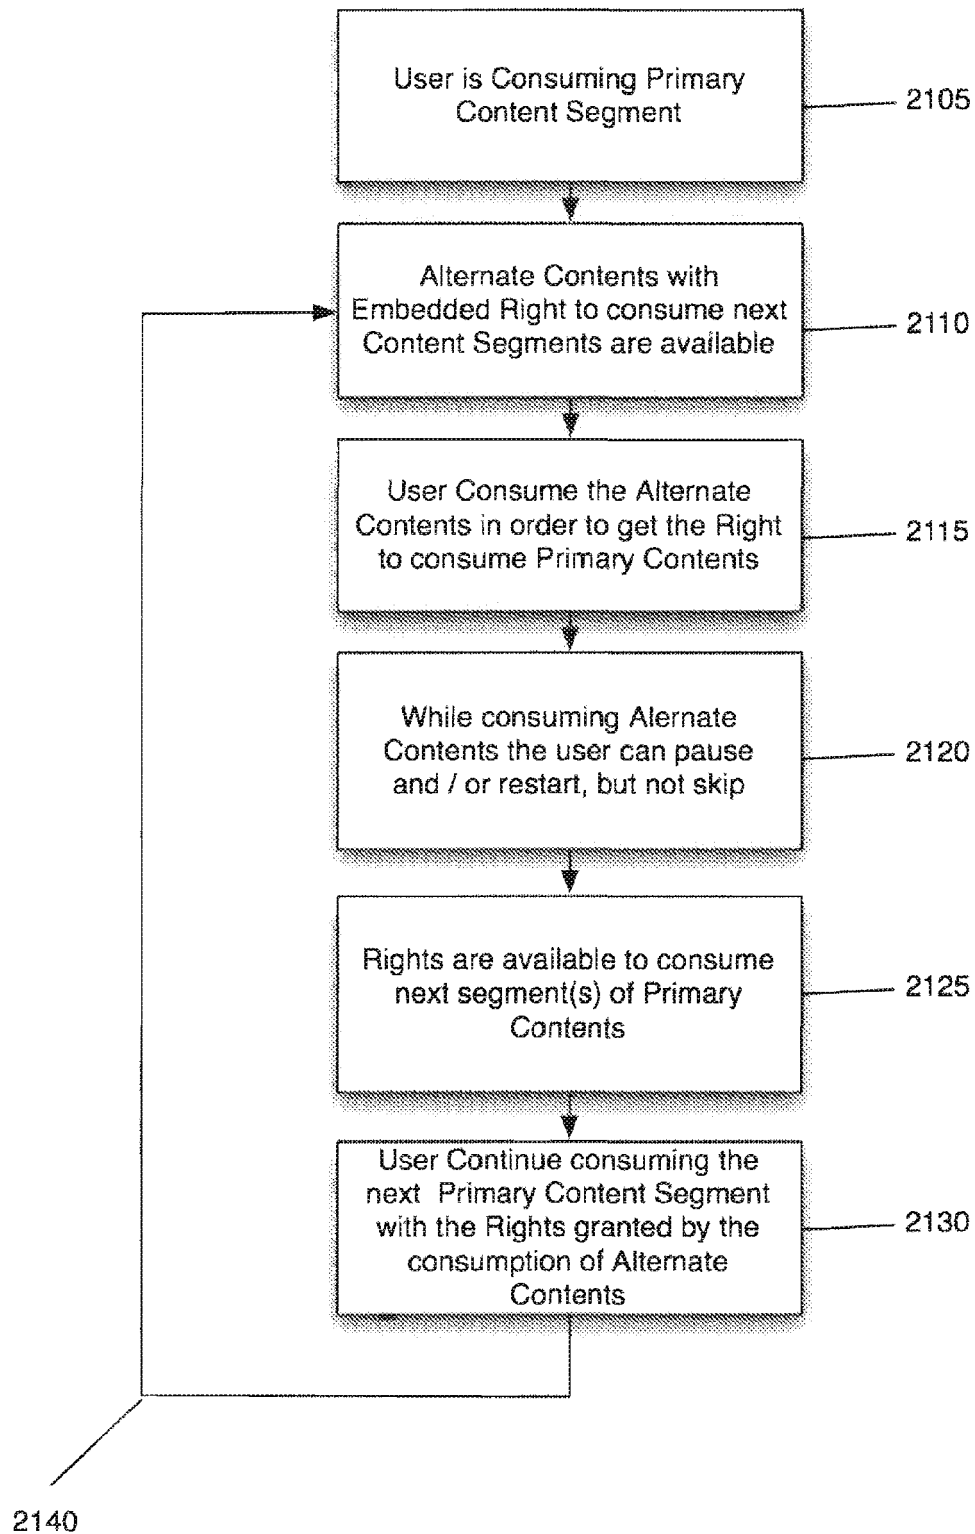 User is Consuming Primary
Content Segment
2105
Alternate Contents with
Embedded Right to consume next
Content Segments are available
2110
User Consume the Alternate
Contents in order to get the Right
to consume Primary Contents
2115
While consuming Alernate
Contents the user can pause
and / or restart, but not skip
2120
Rights are available to consume
next segment(s) of Primary
Contents
2125
User Continue consuming the
next Primary Content Segment
with the Rights granted by the
consumption of Alternate
Contents
2130
2140